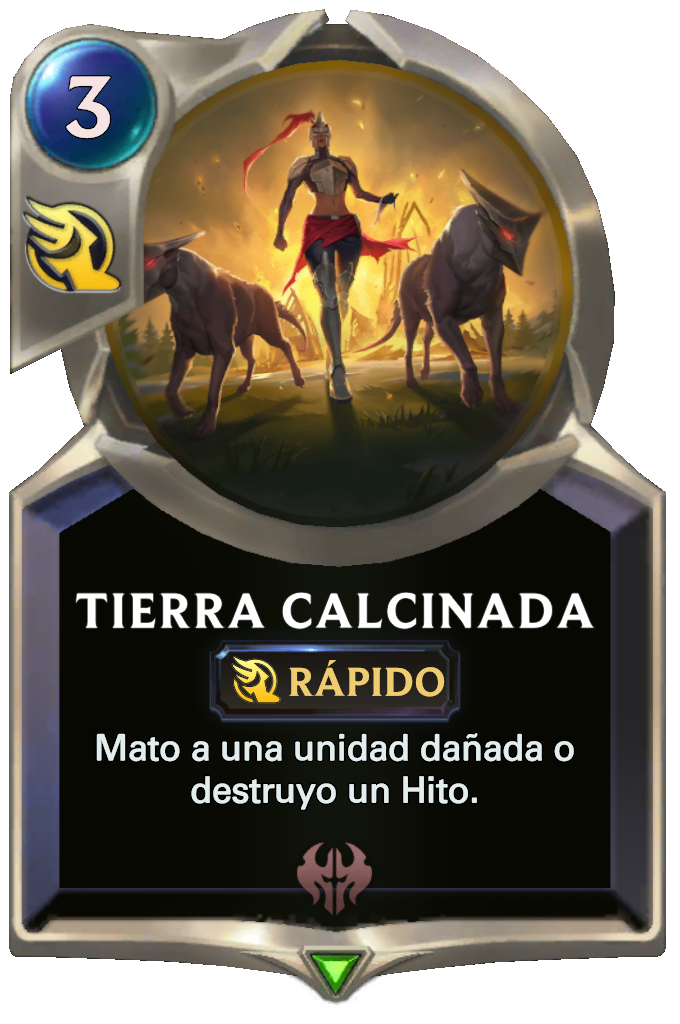 3
TIERRA CALCINADA
RÁPIDO
Mato a una unidad dañada o
destruyo un Hito.